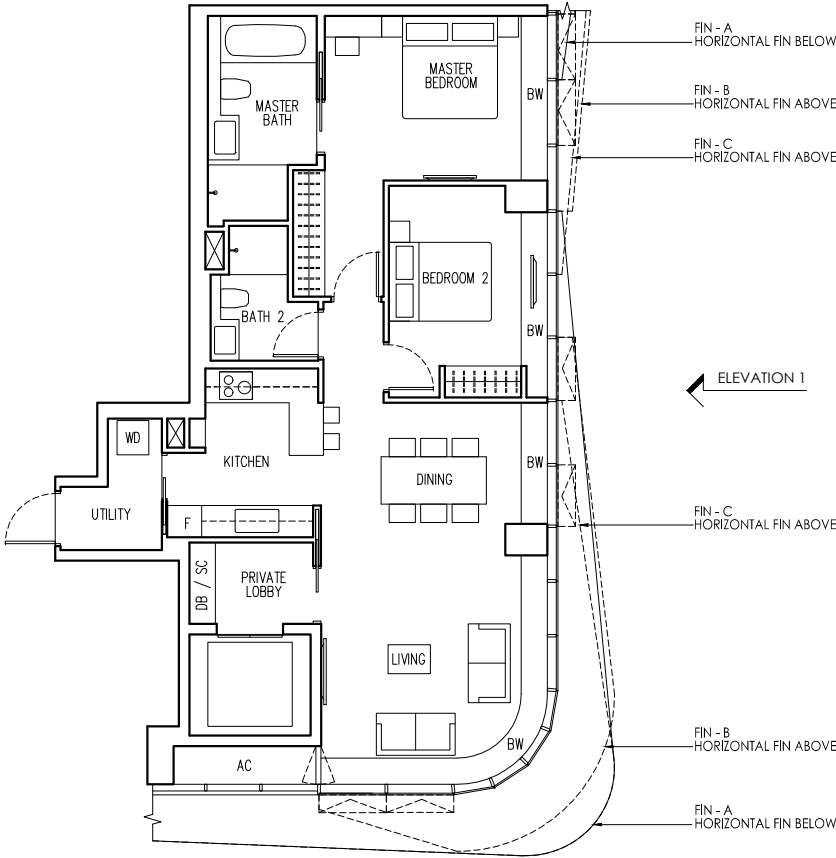 FIN - A
HORIZONTAL FIN BELOW
MASTER
BEDROOM
BW
FIN - B
HORIZONTAL FIN ABOVE
MASTER
BATH
FIN - C
HORIZONTAL FIN ABOVE
BEDROOM 2
BATH 2
BW
ELEVATION 1
WD
KITCHEN
BW
DINING
UTILITY
F
FIN - C
HORIZONTAL FIN ABOVE
DB / SC
PRIVATE
LOBBY
LIVING
FIN - B
HORIZONTAL FIN ABOVE
BW
AC
FIN - A
HORIZONTAL FIN BELOW